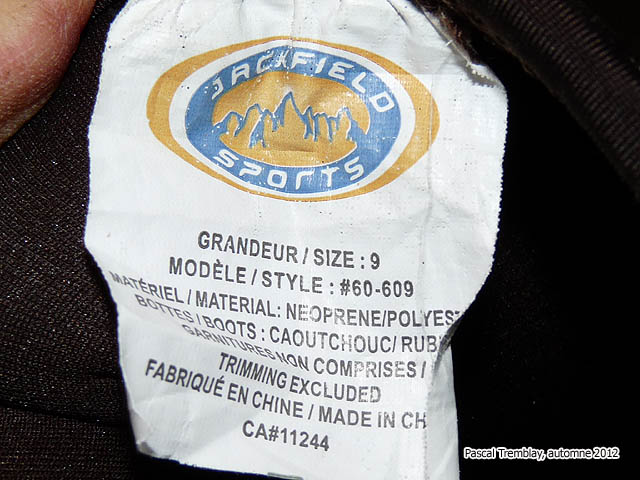 JACKFIELD
SPORTS
GRANDEUR / SIZE : 9
MODÈLE / STYLE : #60-609
MATÉRIEL / MATERIAL: NEOPRENE/POLYES
BOTTES / BOOTS : CAOUTCHOUC/ RUB
GARNITURES NON COMPRISES /
TRIMMING EXCLUDED
FABRIQUÉ EN CHINE / MADE IN CH
CA#11244
Pascal Tremblay, automne 2012